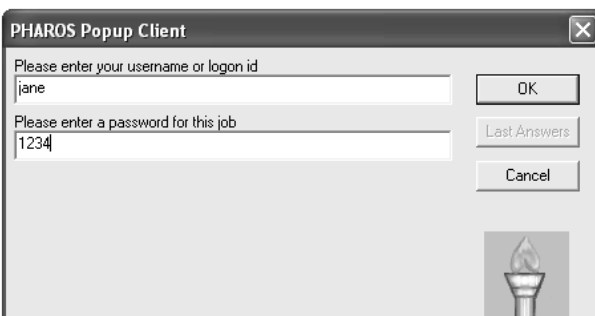 PHAROS Popup Client
Please enter your username or logon id
jane
OK
Please enter a password for this job
1234
Last Answers
Cancel